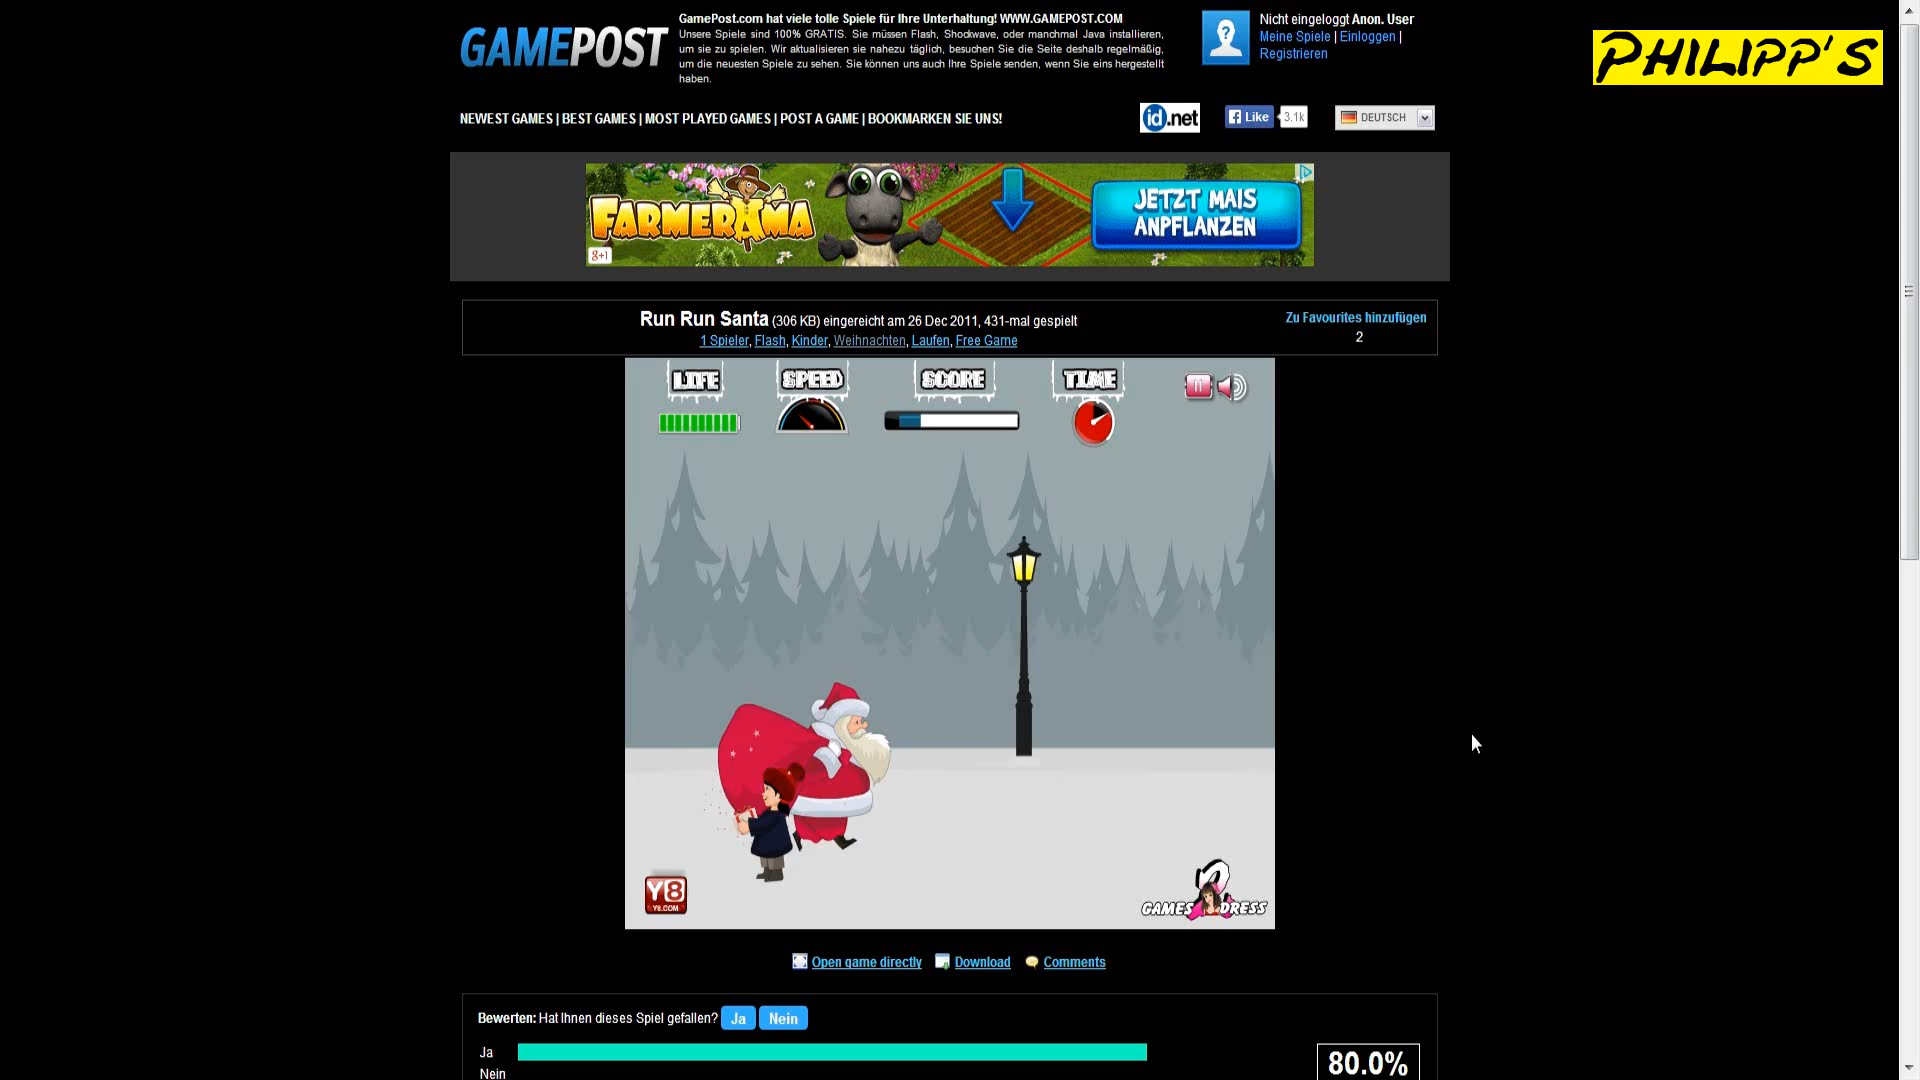 GAMEPOST
GamePost.com hat viele tolle Spiele für Ihre Unterhaltung! WWW.GAMEPOST.COM
Unsere Spiele sind 100% GRATIS. Sie müssen Flash, Shockwave, oder manchmal Java installieren,
um sie zu spielen. Wir aktualisieren sie nahezu täglich, besuchen Sie die Seite deshalb regelmäßig,
um die neuesten Spiele zu sehen. Sie können uns auch Ihre Spiele senden, wenn Sie eins hergestellt
haben.
Nicht eingeloggt Anon. User
Meine Spiele | Einloggen |
Registrieren
PHILIPP'S
NEWEST GAMES | BEST GAMES | MOST PLAYED GAMES | POST A GAME | BOOKMARKEN SIE UNS!
id.net
Like
3.1k
DEUTSCH
FARMERAMA
JETZT MAIS
ANPFLANZEN
g+1
Run Run Santa (306 KB) eingereicht am 26 Dec 2011, 431-mal gespielt
1 Spieler, Flash, Kinder, Weihnachten, Laufen, Free Game
Zu Favourites hinzufügen
2
LIFE
SPEED
SCORE
TIME
Y8
Y8.COM
GAMES 2 DRESS
Open game directly
Download
Comments
Bewerten: Hat Ihnen dieses Spiel gefallen? Ja Nein
Ja
80.0%
Nein